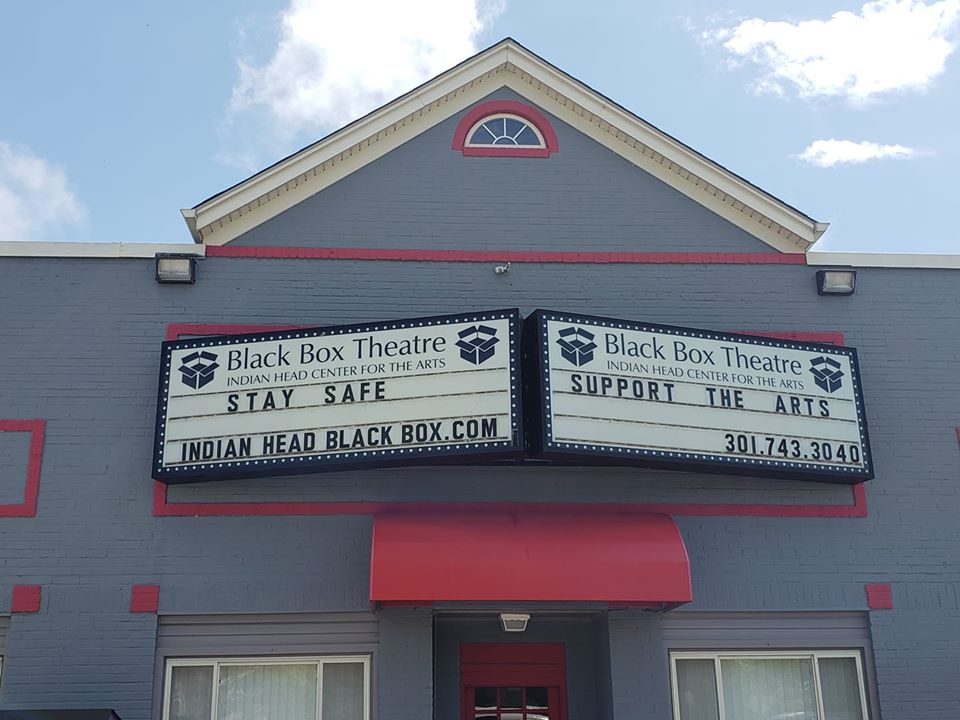 Black Box Theatre
INDIAN HEAD CENTER FOR THE ARTS
STAY SAFE
INDIAN HEAD BLACK BOX.COM
Black Box Theatre
INDIAN HEAD CENTER FOR THE ARTS
SUPPORT THE ARTS
301.743.3040